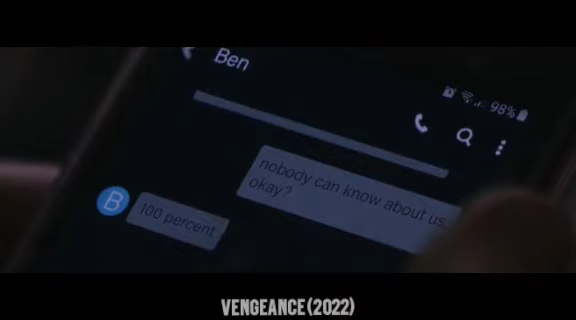 Ben
98%
nobody can know about us,
okay?
B
100 percent
VENGEANCE (2022)